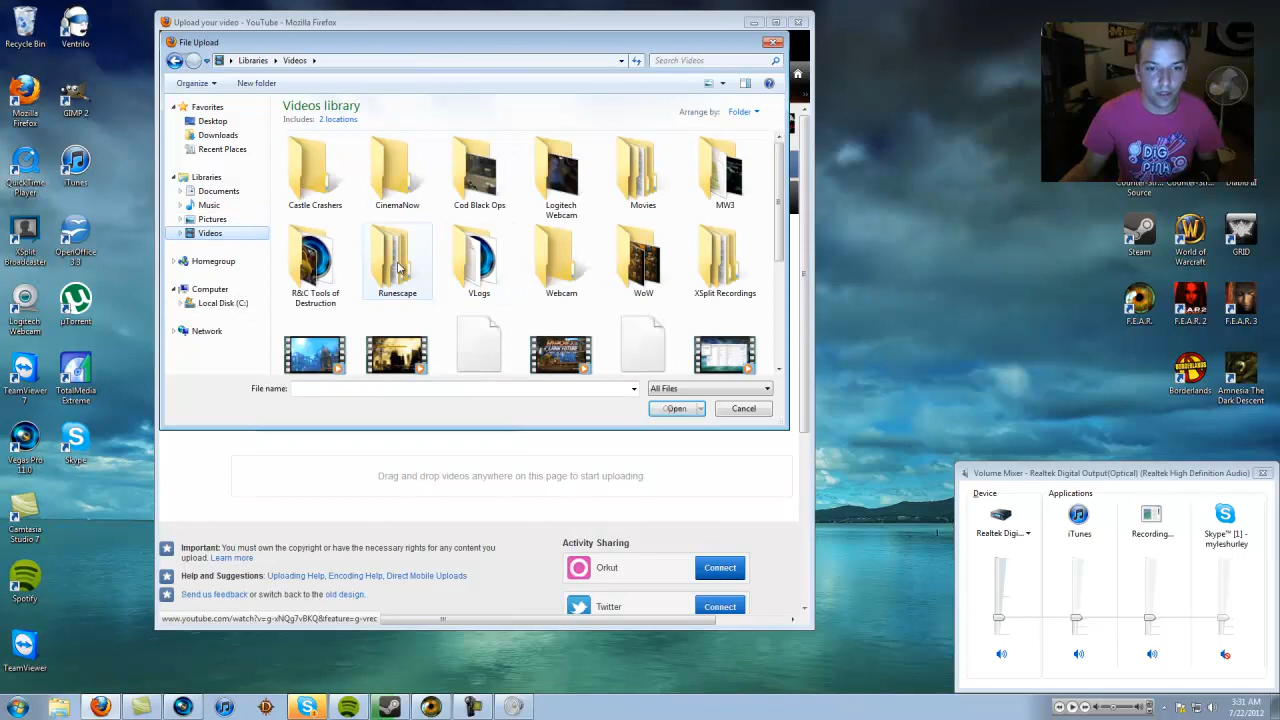 Upload your video - YouTube - Mozilla Firefox
File Upload
Libraries
Videos
Search Videos
Organize
New folder
Favorites
Desktop
Downloads
Recent Places
Libraries
Documents
Music
Pictures
Videos
Homegroup
Computer
Local Disk (C:)
Network
Videos library
Includes: 2 locations
Arrange by: Folder
Castle Crashers
CinemaNow
Cod Black Ops
Logitech Webcam
Movies
MW3
R&C Tools of Destruction
Runescape
VLogs
Webcam
WoW
XSplit Recordings
File name:
All Files
Open
Cancel
Drag and drop videos anywhere on this page to start uploading.
Important: You must own the copyright or have the necessary rights for any content you
upload. Learn more
Help and Suggestions: Uploading Help, Encoding Help, Direct Mobile Uploads
Send us feedback or switch back to the old design.
Activity Sharing
Orkut
Connect
Twitter
Connect
www.youtube.com/watch?v=g-xNQg7vBKQ&feature=g-vrec
Recycle Bin
Ventrilo
Mozilla Firefox
GIMP 2
QuickTime Player
iTunes
XSplit Broadcaster
OpenOffice 3.3
Logitech Webcam
µTorrent
TeamViewer 7
TotalMedia Extreme
Vegas Pro 11.0
Skype
Camtasia Studio 7
Spotify
TeamViewer
DIG PINK
Counter-Strike Source
Diablo III
Steam
World of Warcraft
GRID
F.E.A.R.
F.E.A.R. 2
F.E.A.R. 3
Borderlands
Amnesia The Dark Descent
Volume Mixer - Realtek Digital Output(Optical) (Realtek High Definition Audio)
Device
Applications
Realtek Digi...
iTunes
Recording...
Skype™ [1] - myleshurley
3:31 AM
7/22/2012